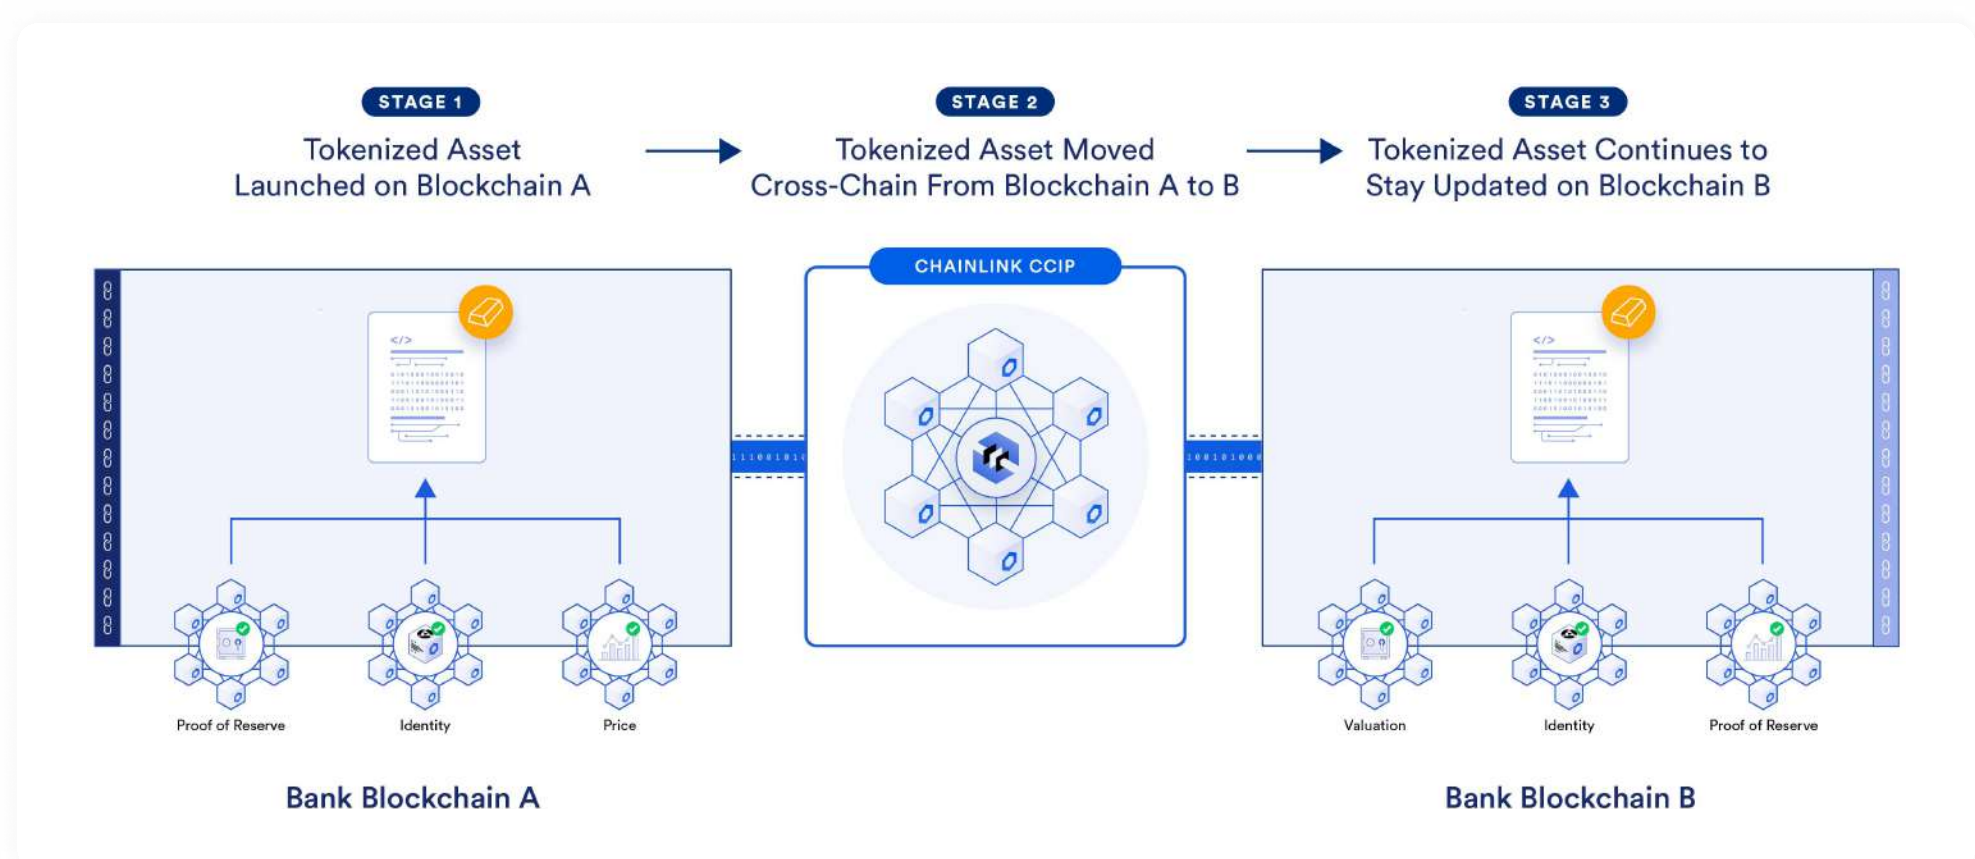 STAGE 1
Tokenized Asset
Launched on Blockchain A
STAGE 2
Tokenized Asset Moved
Cross-Chain From Blockchain A to B
STAGE 3
Tokenized Asset Continues to
Stay Updated on Blockchain B
CHAINLINK CCIP
</>
</>
Proof of Reserve
Identity
Price
Valuation
Identity
Proof of Reserve
Bank Blockchain A
Bank Blockchain B